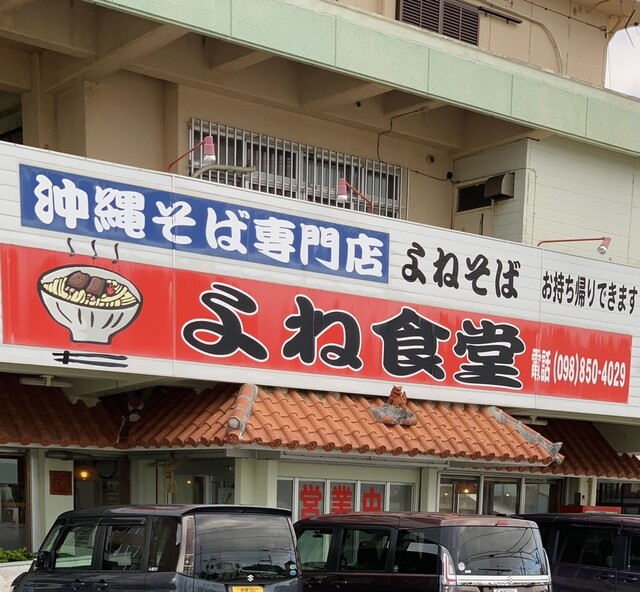 沖縄そば専門店
よねそば
お持ち帰りできます
よね食堂
電話(098)850-4029
営業中